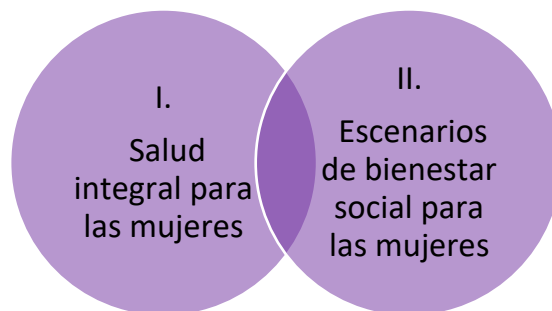 I.
Salud
integral para
las mujeres
II.
Escenarios
de bienestar
social para
las mujeres